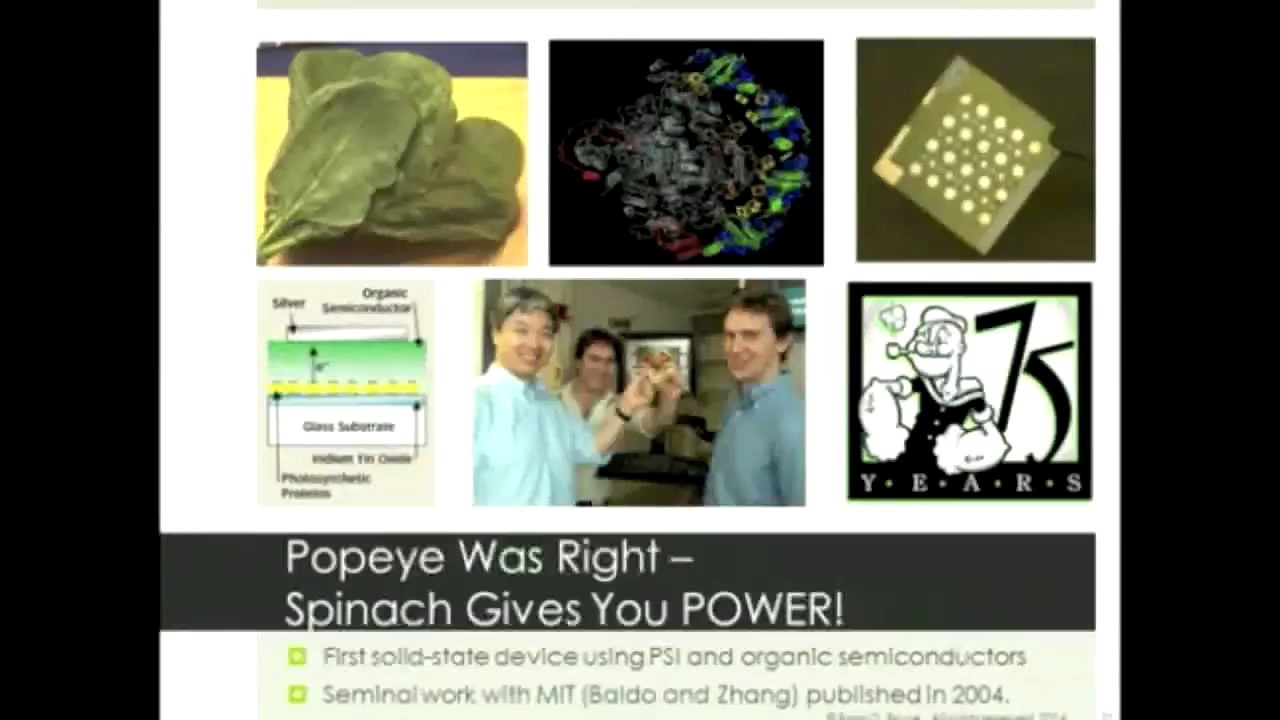 Silver
Organic
Semiconductor
e-
Glass Substrate
Indium Tin Oxide
Photosynthetic
Proteins
75
Y • E • A • R • S
Popeye Was Right –
Spinach Gives You POWER!
First solid-state device using PSI and organic semiconductors
Seminal work with MIT (Baldo and Zhang) published in 2004.